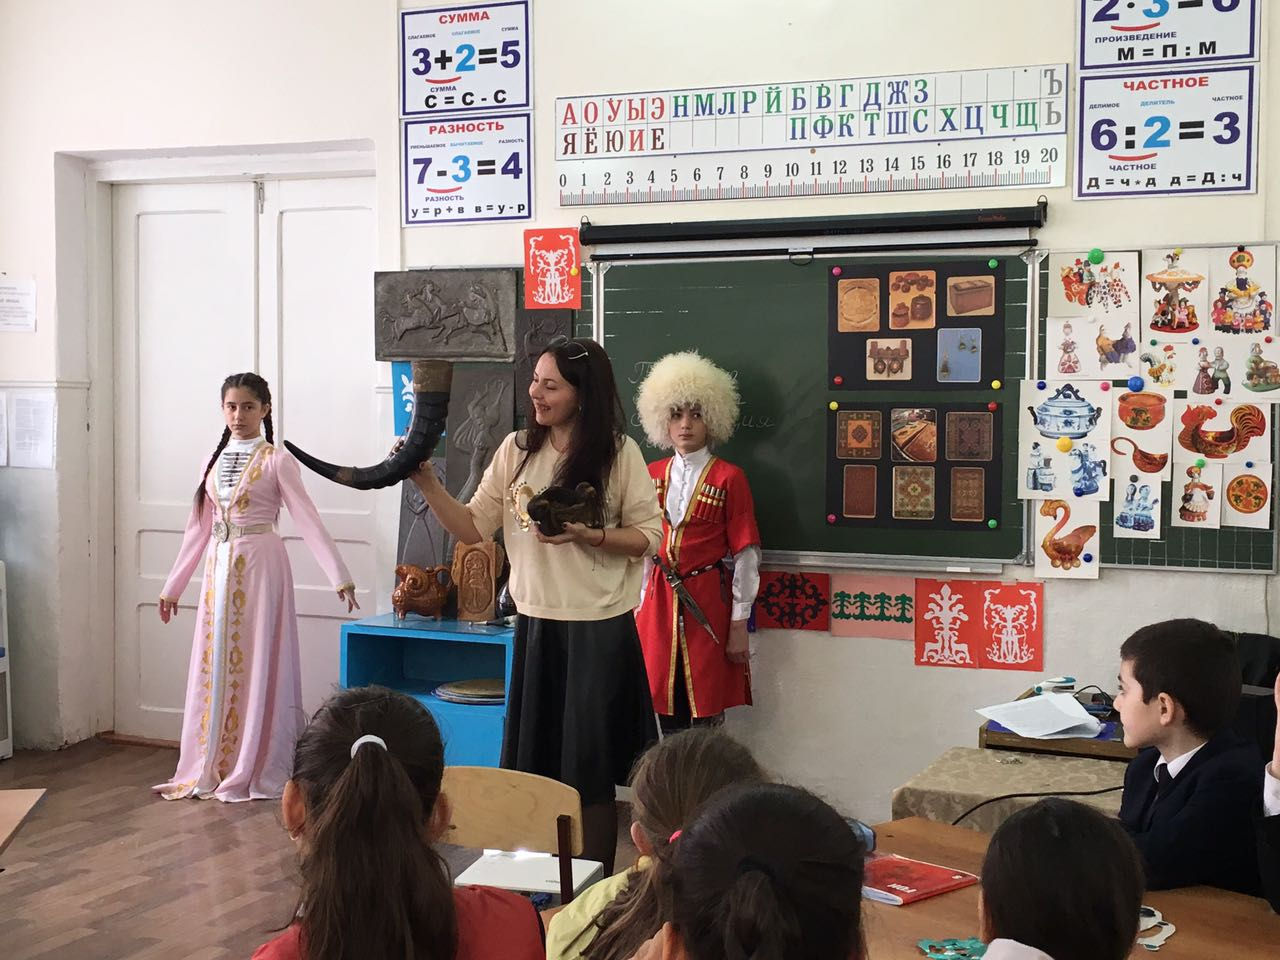 СУММА
СЛАГАЕМОЕ СЛАГАЕМОЕ СУММА
3+2=5
СУММА
С = С - С
РАЗНОСТЬ
УМЕНЬШАЕМОЕ ВЫЧИТАЕМОЕ РАЗНОСТЬ
7-3=4
РАЗНОСТЬ
у=р+в в=у-р
А О У Ы Э Н М Л Р Й Б В Г Д Ж З Ъ
Я Ё Ю И Е П Ф К Т Ш С Х Ц Ч Щ Ь
0 1 2 3 4 5 6 7 8 9 10 11 12 13 14 15 16 17 18 19 20
2·3=6
ПРОИЗВЕДЕНИЕ
М = П : М
ЧАСТНОЕ
ДЕЛИМОЕ ДЕЛИТЕЛЬ ЧАСТНОЕ
6:2=3
ЧАСТНОЕ
Д=ч*д д=Д:ч